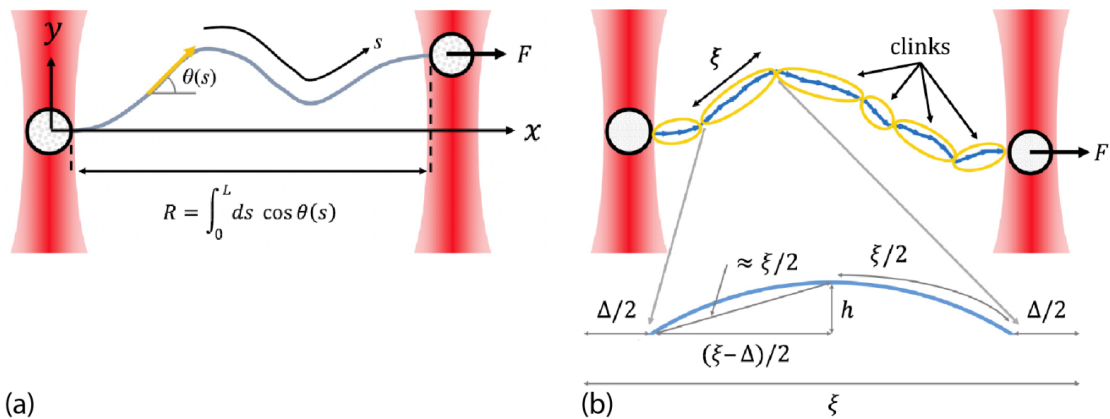 y
s
θ(s)
F
x
R = ∫₀ᴸ ds cos θ(s)
(a)
clinks
ξ
F
≈ ξ/2
ξ/2
Δ/2
h
Δ/2
(ξ−Δ)/2
ξ
(b)